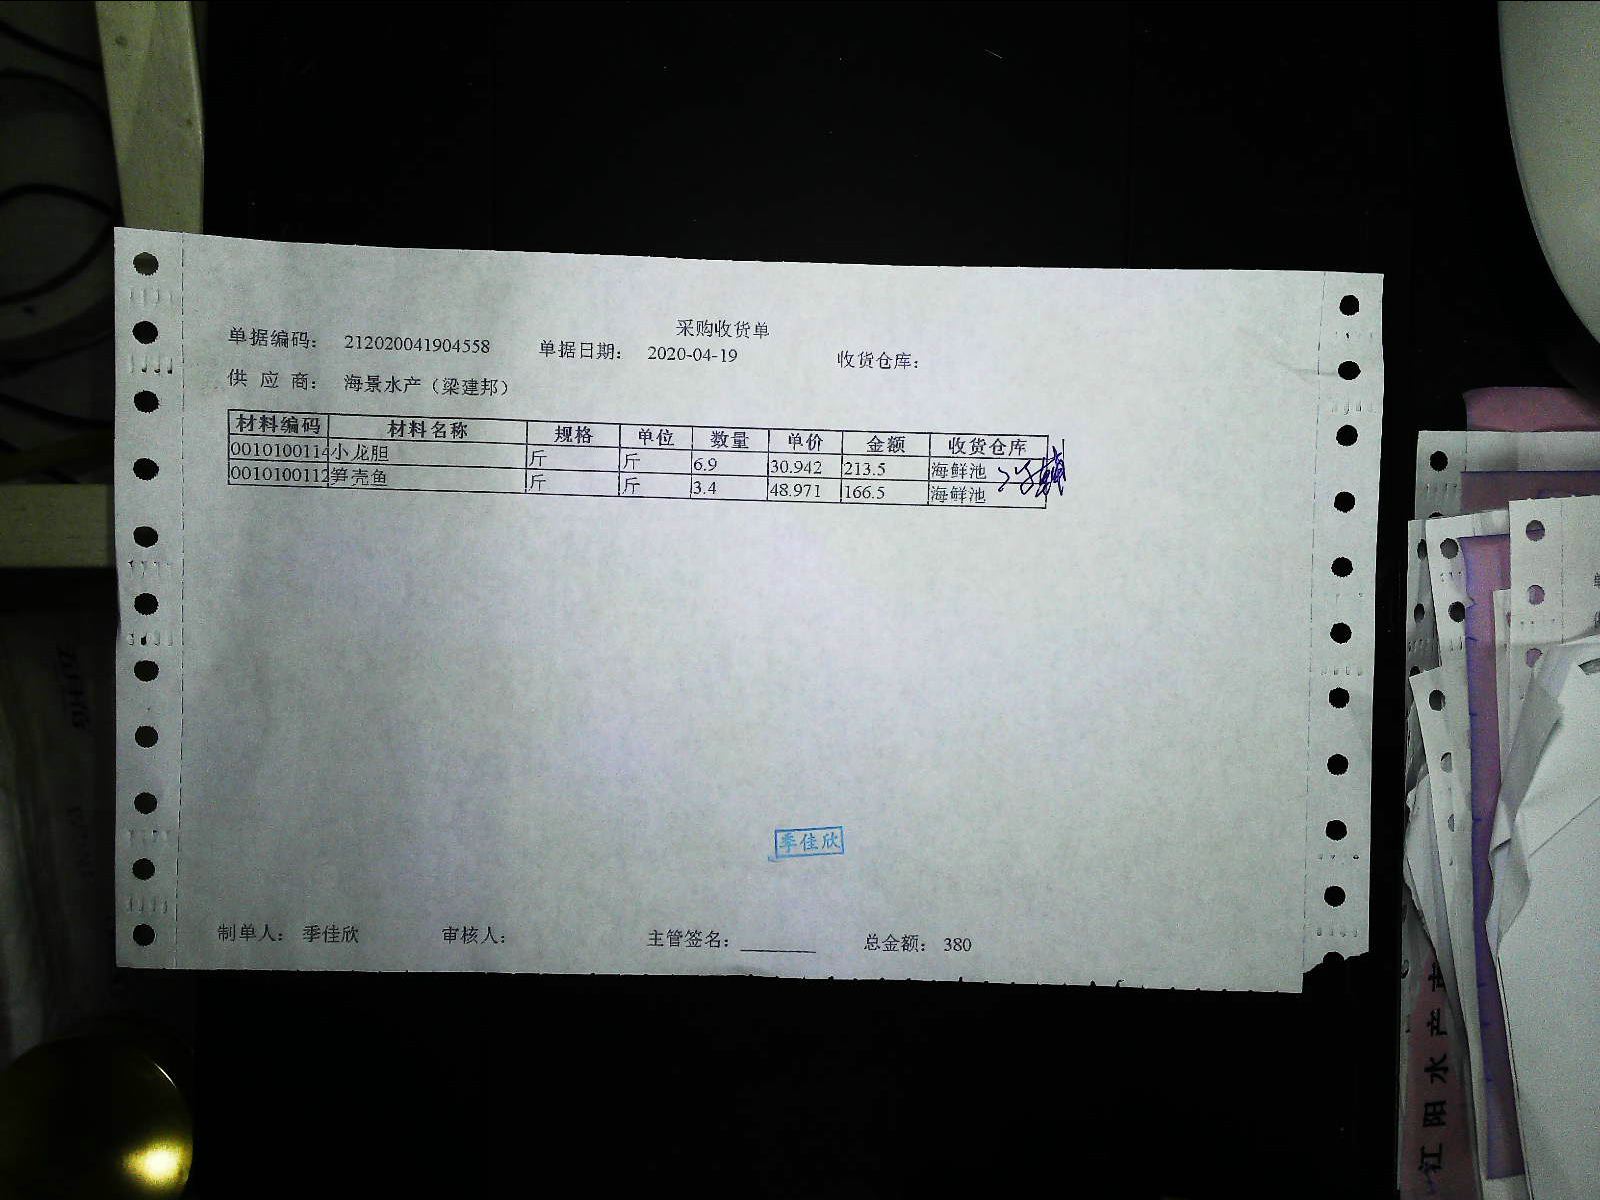 采购收货单
单据编码： 212020041904558 单据日期： 2020-04-19 收货仓库：
供 应 商： 海景水产（梁建邦）
材料编码 材料名称 规格 单位 数量 单价 金额 收货仓库
0010100114 小龙胆 斤 斤 6.9 30.942 213.5 海鲜池
0010100112 笋壳鱼 斤 斤 3.4 48.971 166.5 海鲜池
季佳欣
制单人： 季佳欣 审核人： 主管签名： 总金额： 380
江阳水产